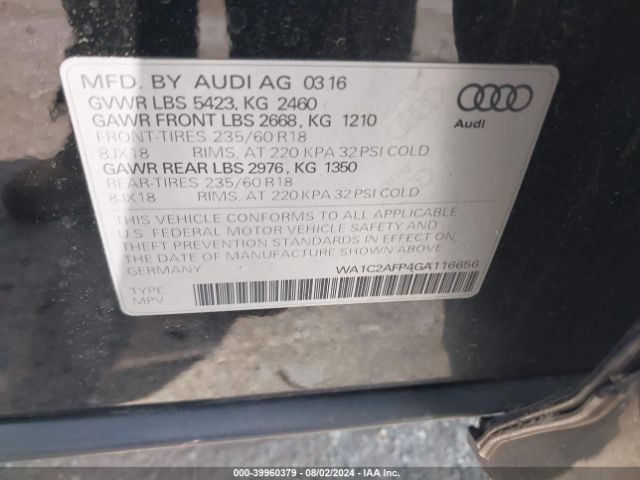 MFD. BY AUDI AG 03 16
GVWR LBS 5423, KG 2460
GAWR FRONT LBS 2668, KG 1210
FRONT-TIRES 235/60 R18
8JX18 RIMS, AT 220 KPA 32 PSI COLD
GAWR REAR LBS 2976, KG 1350
REAR-TIRES 235/60 R18
8JX18 RIMS, AT 220 KPA 32 PSI COLD
Audi
THIS VEHICLE CONFORMS TO ALL APPLICABLE
U.S. FEDERAL MOTOR VEHICLE SAFETY AND
THEFT PREVENTION STANDARDS IN EFFECT ON
THE DATE OF MANUFACTURE SHOWN ABOVE.
GERMANY WA1C2AFP4GA116656
TYPE:
MPV
000-39960379 - 08/02/2024 - IAA Inc.